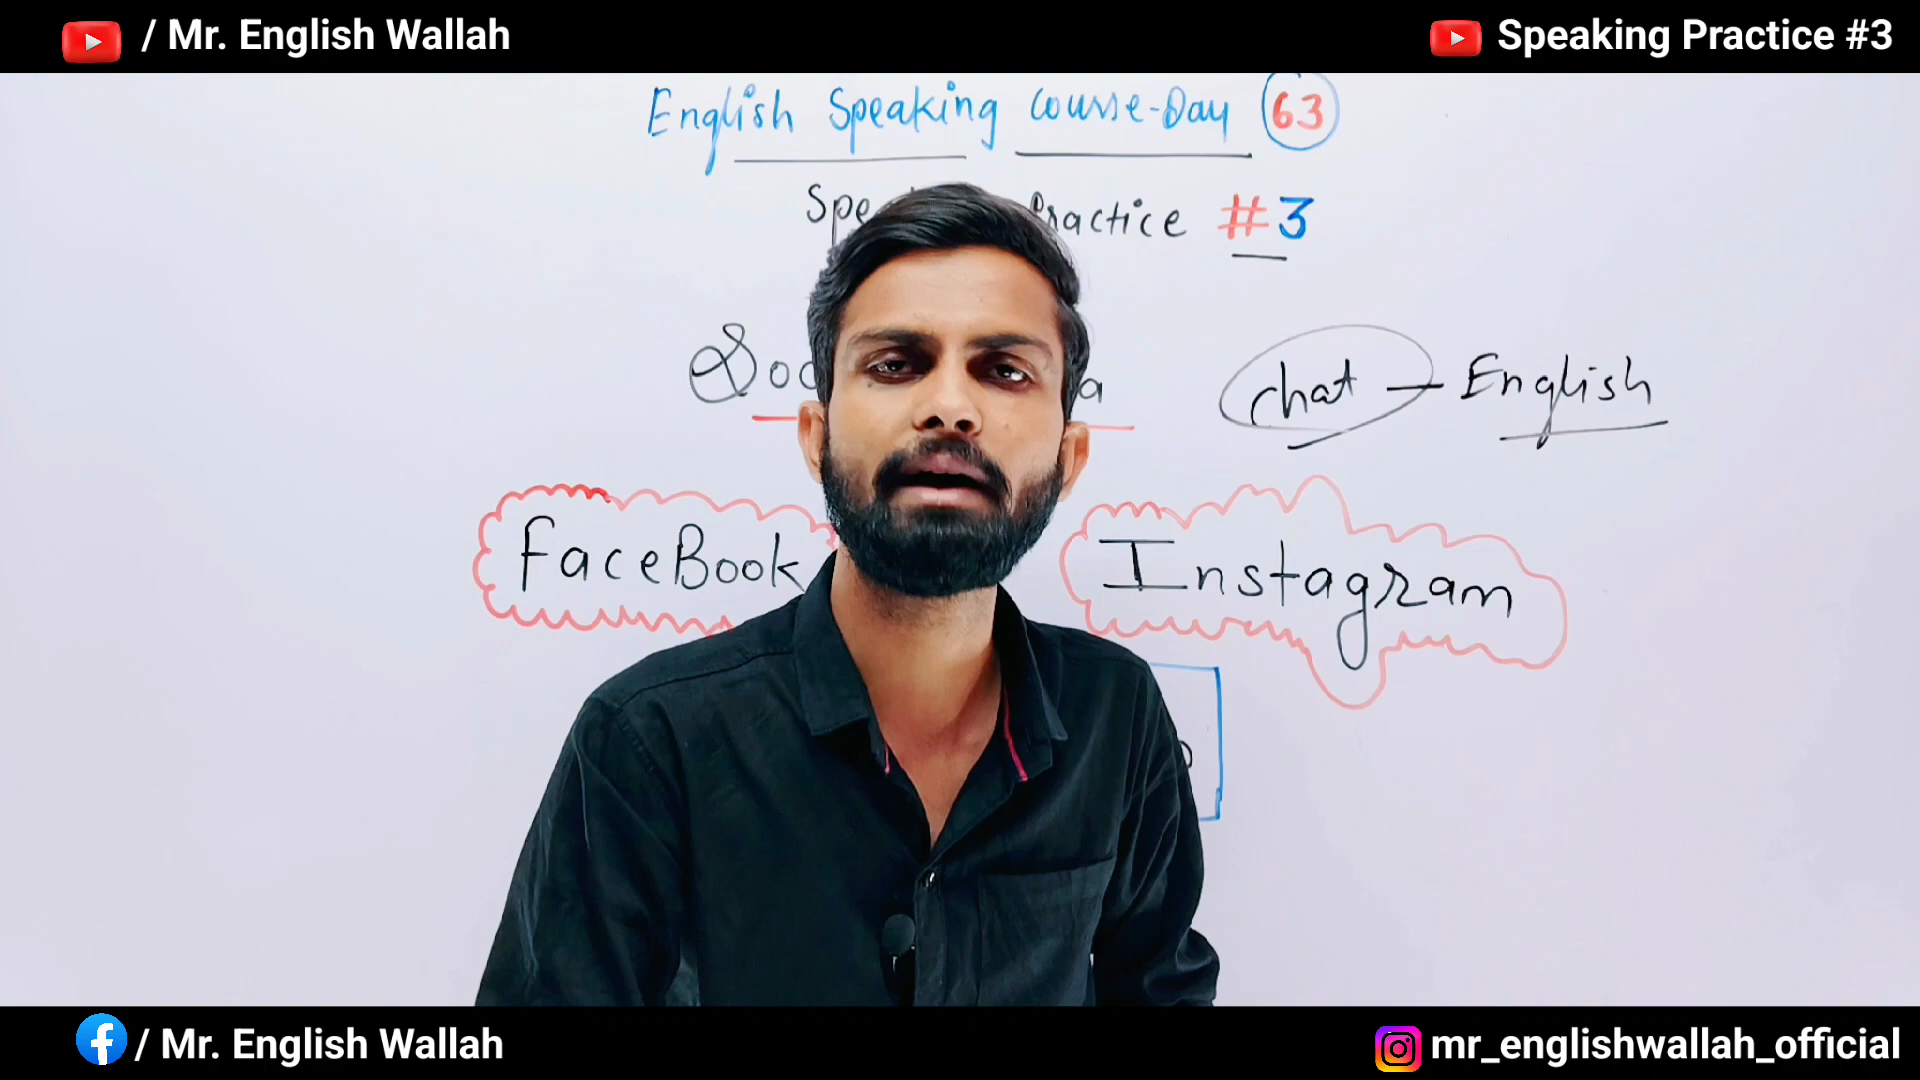 / Mr. English Wallah
Speaking Practice #3
English Speaking Course-Day 63
Practice #3
chat - English
FaceBook
Instagram
/ Mr. English Wallah
mr_englishwallah_official